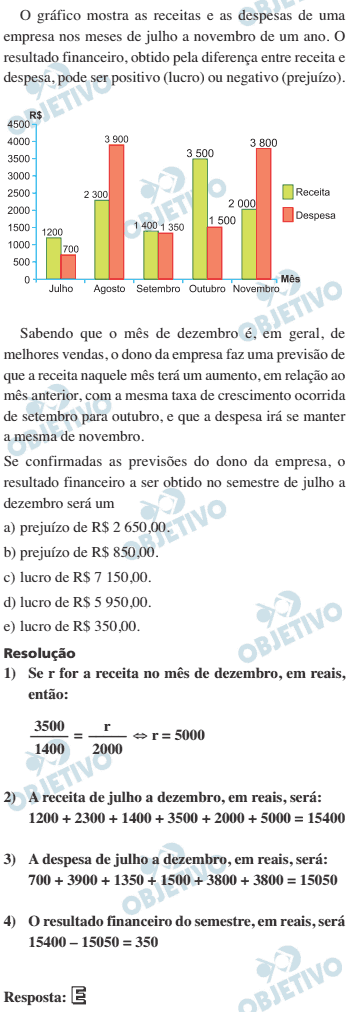 O gráfico mostra as receitas e as despesas de uma
empresa nos meses de julho a novembro de um ano. O
resultado financeiro, obtido pela diferença entre receita e
despesa, pode ser positivo (lucro) ou negativo (prejuízo).
R$
4500
4000
3500
3000
2500
2000
1500
1000
500
0
1200
700
2 300
3 900
1 400
1 350
3 500
1 500
2 000
3 800
Receita
Despesa
Mês
Julho Agosto Setembro Outubro Novembro
Sabendo que o mês de dezembro é, em geral, de
melhores vendas, o dono da empresa faz uma previsão de
que a receita naquele mês terá um aumento, em relação ao
mês anterior, com a mesma taxa de crescimento ocorrida
de setembro para outubro, e que a despesa irá se manter
a mesma de novembro.
Se confirmadas as previsões do dono da empresa, o
resultado financeiro a ser obtido no semestre de julho a
dezembro será um
a) prejuízo de R$ 2 650,00.
b) prejuízo de R$ 850,00.
c) lucro de R$ 7 150,00.
d) lucro de R$ 5 950,00.
e) lucro de R$ 350,00.
Resolução
1) Se r for a receita no mês de dezembro, em reais,
então:
3500/1400 = r/2000 ⇔ r = 5000
2) A receita de julho a dezembro, em reais, será:
1200 + 2300 + 1400 + 3500 + 2000 + 5000 = 15400
3) A despesa de julho a dezembro, em reais, será:
700 + 3900 + 1350 + 1500 + 3800 + 3800 = 15050
4) O resultado financeiro do semestre, em reais, será
15400 – 15050 = 350
Resposta: E
OBJETIVO
OBJETIVO
OBJETIVO
OBJETIVO
OBJETIVO
OBJETIVO
OBJETIVO
OBJETIVO
OBJETIVO
OBJETIVO